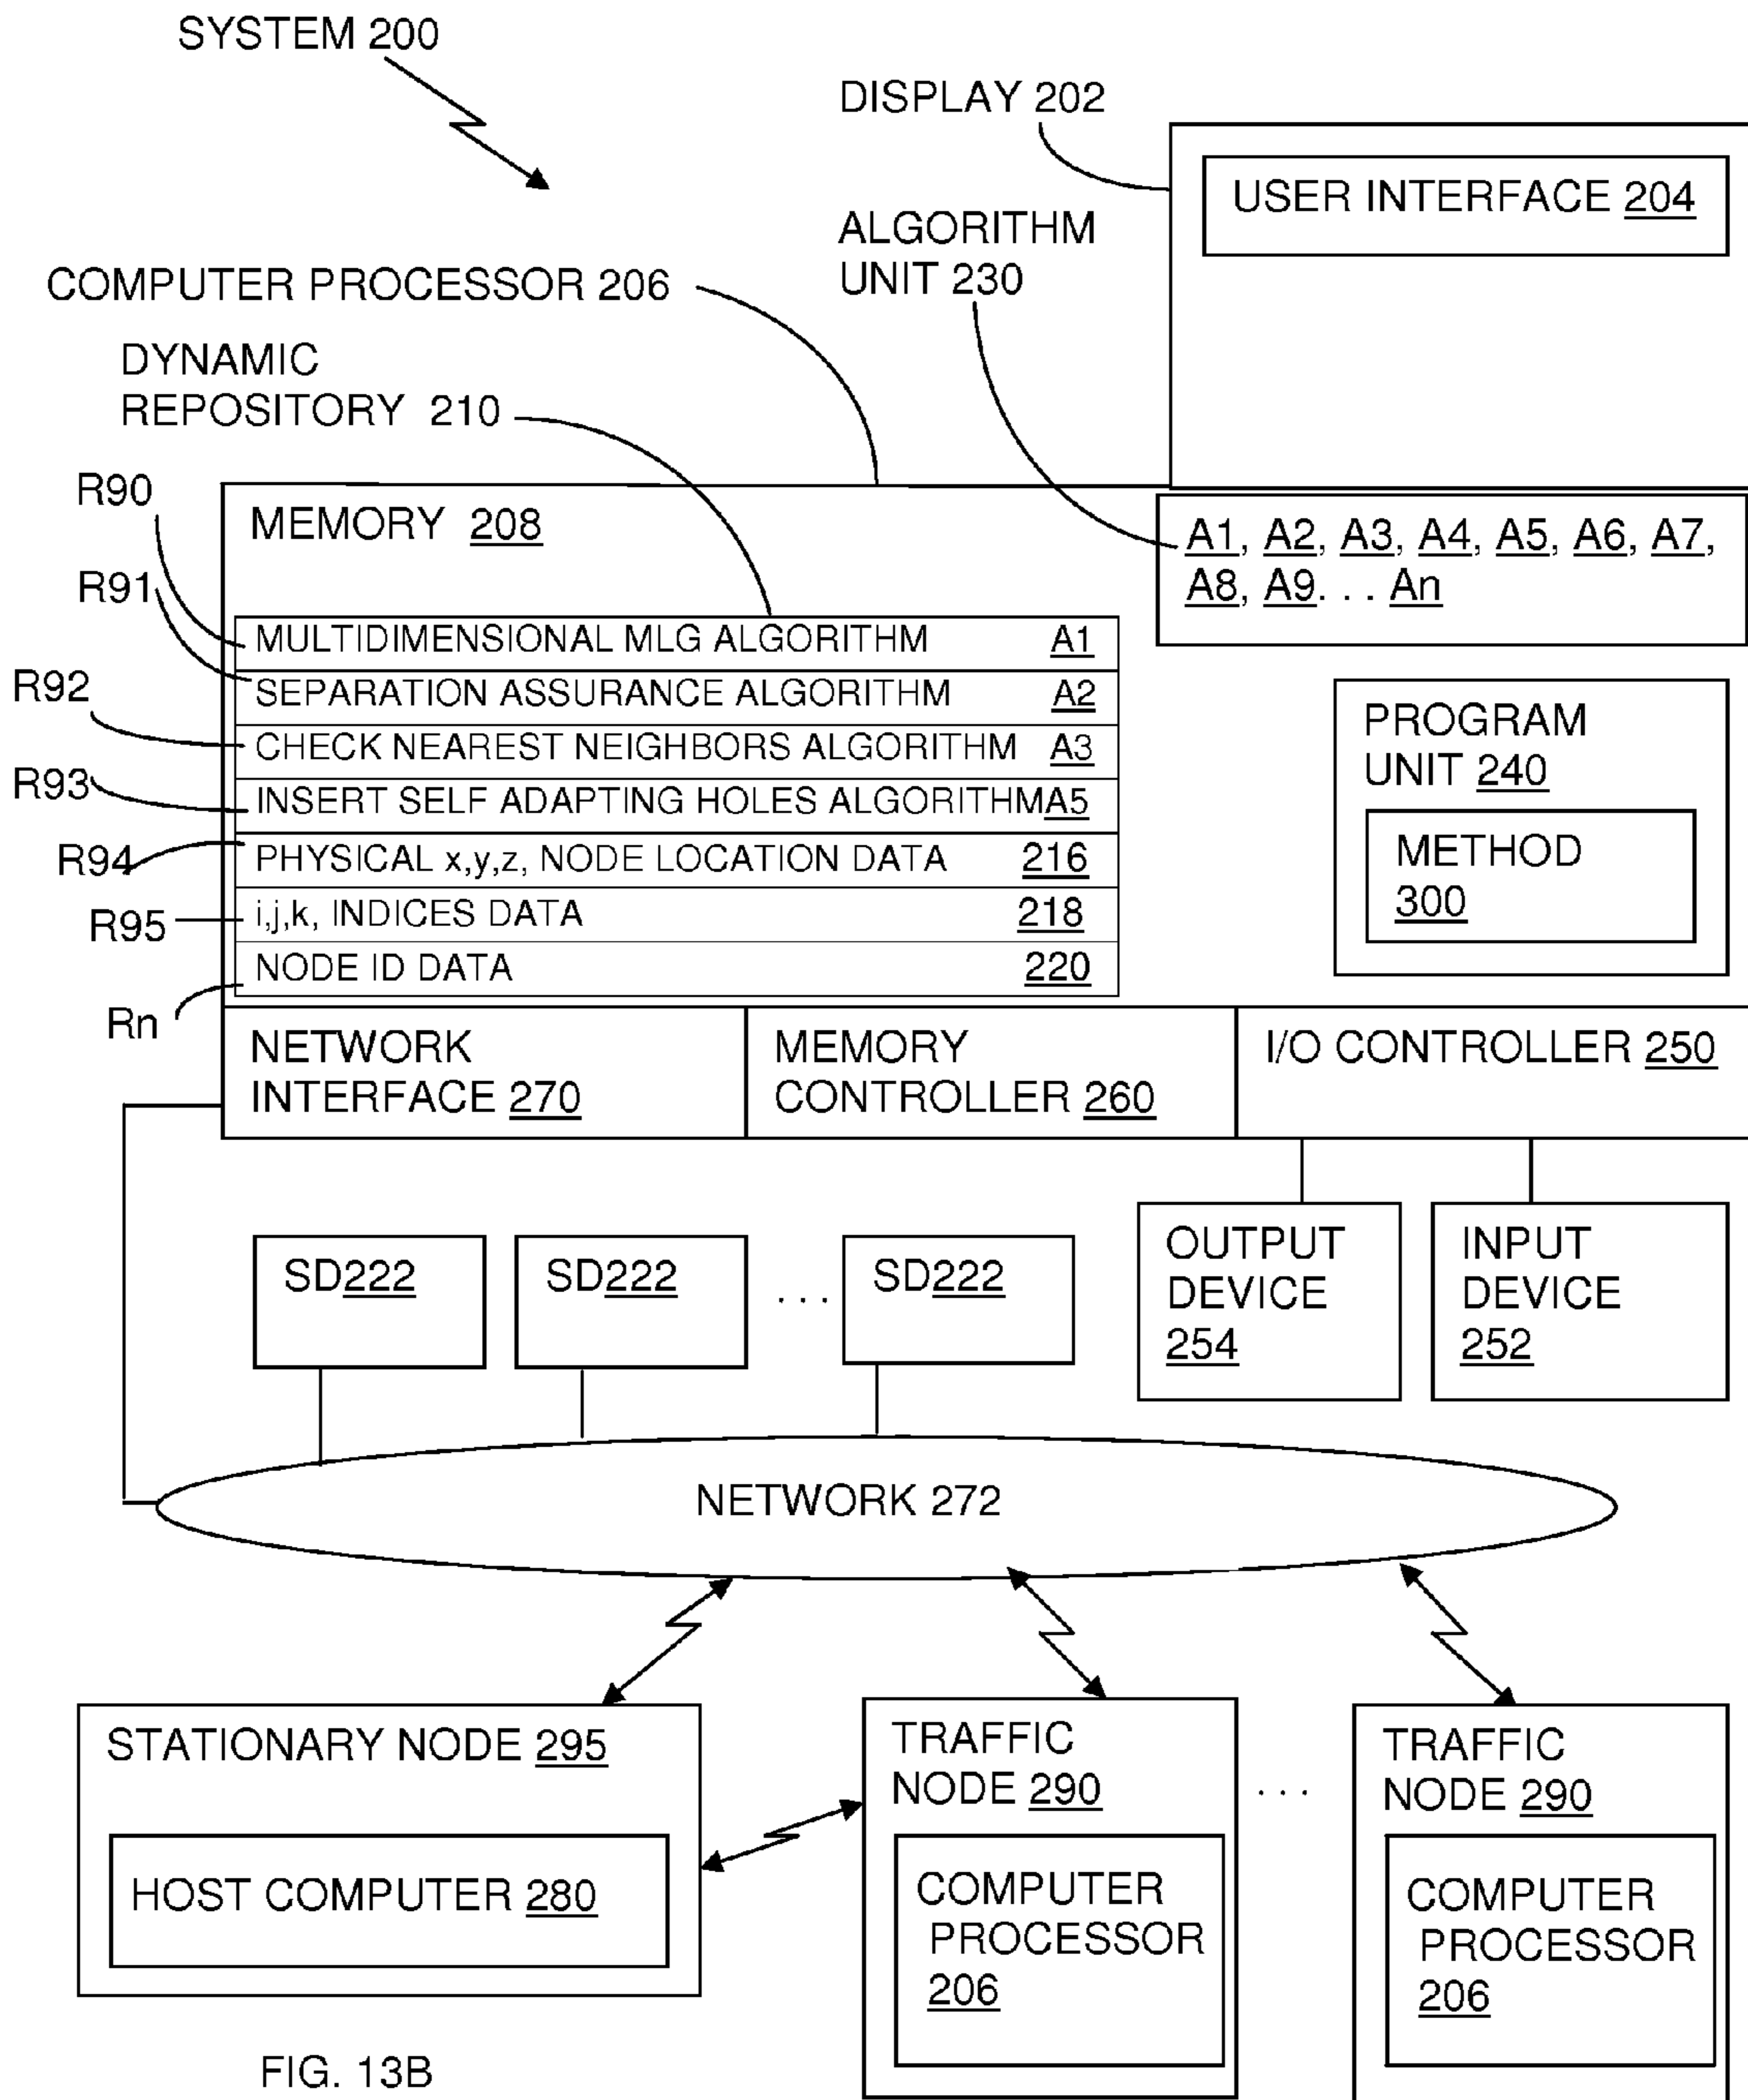 SYSTEM 200
DISPLAY 202
USER INTERFACE 204
ALGORITHM
UNIT 230
COMPUTER PROCESSOR 206
DYNAMIC
REPOSITORY 210
R90
MEMORY 208
A1, A2, A3, A4, A5, A6, A7,
A8, A9. . . An
R91
MULTIDIMENSIONAL MLG ALGORITHM A1
R92
SEPARATION ASSURANCE ALGORITHM A2
CHECK NEAREST NEIGHBORS ALGORITHM A3
R93
INSERT SELF ADAPTING HOLES ALGORITHMA5
R94
PHYSICAL x,y,z, NODE LOCATION DATA 216
R95
i,j,k, INDICES DATA 218
NODE ID DATA 220
Rn
PROGRAM
UNIT 240
METHOD
300
NETWORK
INTERFACE 270
MEMORY
CONTROLLER 260
I/O CONTROLLER 250
SD222
SD222
. . .
SD222
OUTPUT
DEVICE
254
INPUT
DEVICE
252
NETWORK 272
STATIONARY NODE 295
HOST COMPUTER 280
TRAFFIC
NODE 290
COMPUTER
PROCESSOR
206
. . .
TRAFFIC
NODE 290
COMPUTER
PROCESSOR
206
FIG. 13B